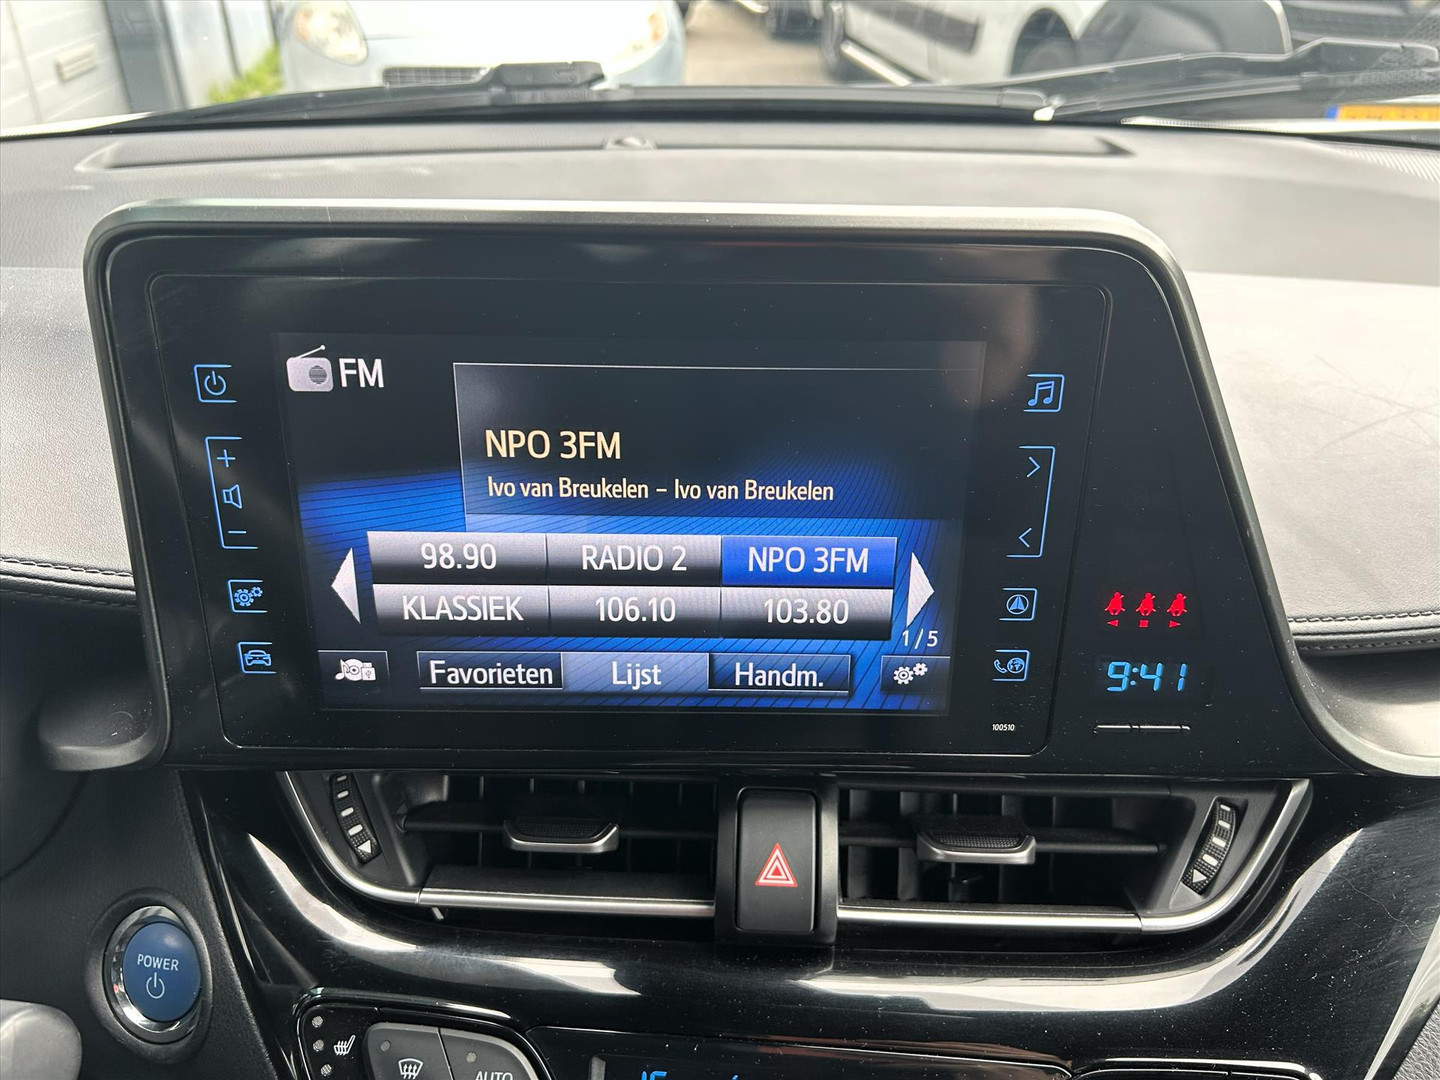 FM
NPO 3FM
Ivo van Breukelen – Ivo van Breukelen
98.90 RADIO 2 NPO 3FM
KLASSIEK 106.10 103.80
1/5
Favorieten Lijst Handm.
100510
9:41
POWER
AUTO